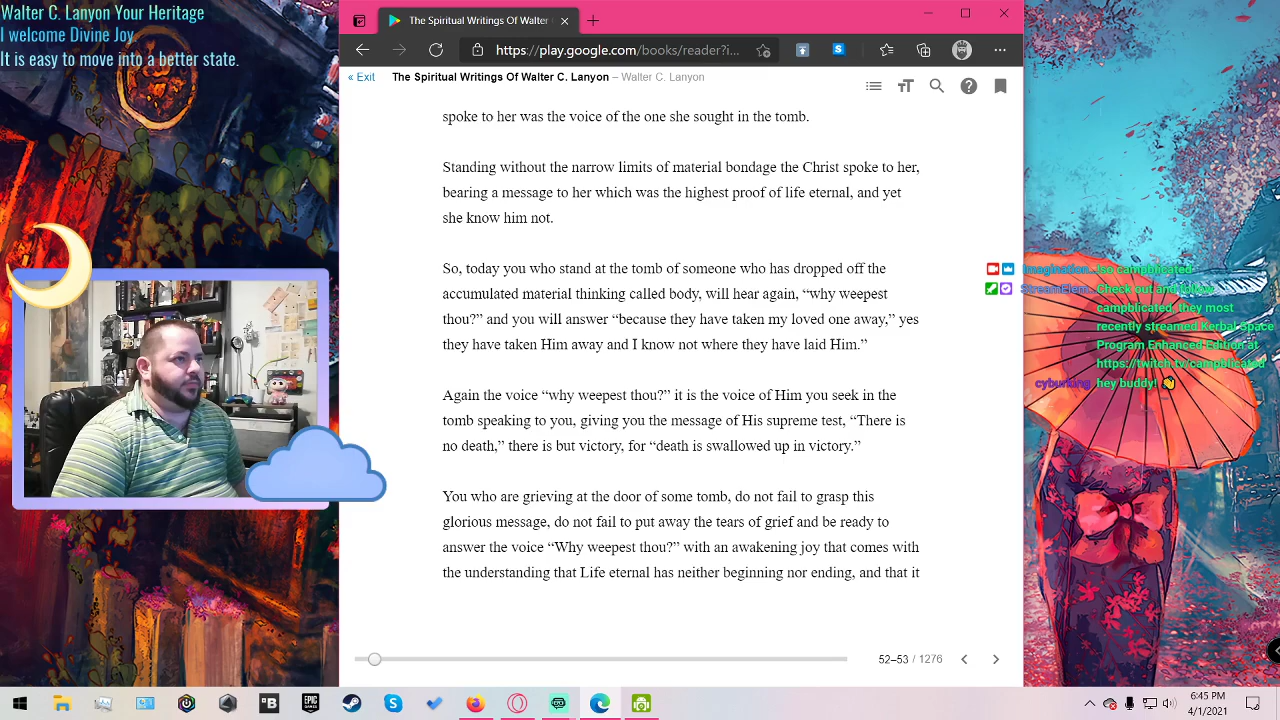 Walter C. Lanyon Your Heritage
I welcome Divine Joy
It is easy to move into a better state.
The Spiritual Writings Of Walter C
https://play.google.com/books/reader?i...
« Exit
The Spiritual Writings Of Walter C. Lanyon – Walter C. Lanyon
spoke to her was the voice of the one she sought in the tomb.
Standing without the narrow limits of material bondage the Christ spoke to her,
bearing a message to her which was the highest proof of life eternal, and yet
she know him not.
So, today you who stand at the tomb of someone who has dropped off the
accumulated material thinking called body, will hear again, “why weepest
thou?” and you will answer “because they have taken my loved one away,” yes
they have taken Him away and I know not where they have laid Him.”
Again the voice “why weepest thou?” it is the voice of Him you seek in the
tomb speaking to you, giving you the message of His supreme test, “There is
no death,” there is but victory, for “death is swallowed up in victory.”
You who are grieving at the door of some tomb, do not fail to grasp this
glorious message, do not fail to put away the tears of grief and be ready to
answer the voice “Why weepest thou?” with an awakening joy that comes with
the understanding that Life eternal has neither beginning nor ending, and that it
52–53 / 1276
Imagination... !so campblicated
StreamElem... Check out and follow
campblicated, they most
recently streamed Kerbal Space
Program Enhanced Edition at
https://twitch.tv/campblicated
cyburking hey buddy!
EPIC
GAMES
6:45 PM
4/1/2021